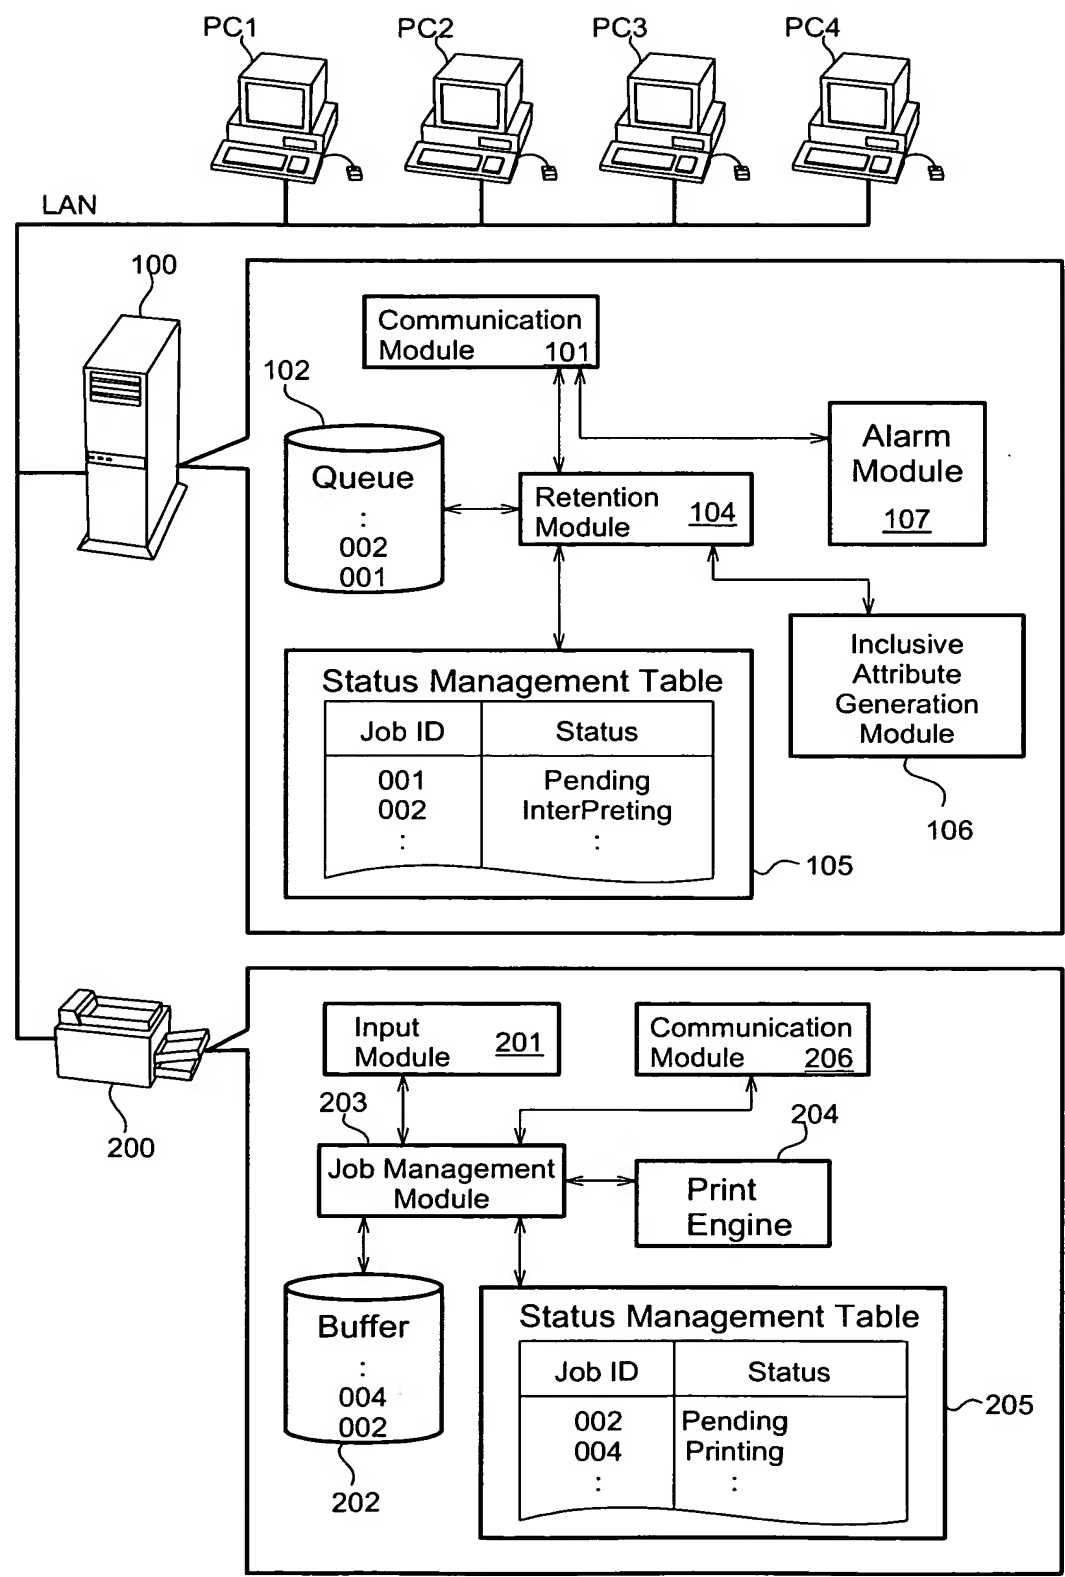 PC1 PC2 PC3 PC4
LAN
100
Communication
Module 101
102
Queue
:
002
001
Retention
Module 104
Alarm
Module
107
Inclusive
Attribute
Generation
Module
106
Status Management Table
Job ID Status
001 Pending
002 InterPreting
: :
105
200
Input
Module 201
Communication
Module 206
203
Job Management
Module
204
Print
Engine
Buffer
:
004
002
202
Status Management Table
Job ID Status
002 Pending
004 Printing
: :
205